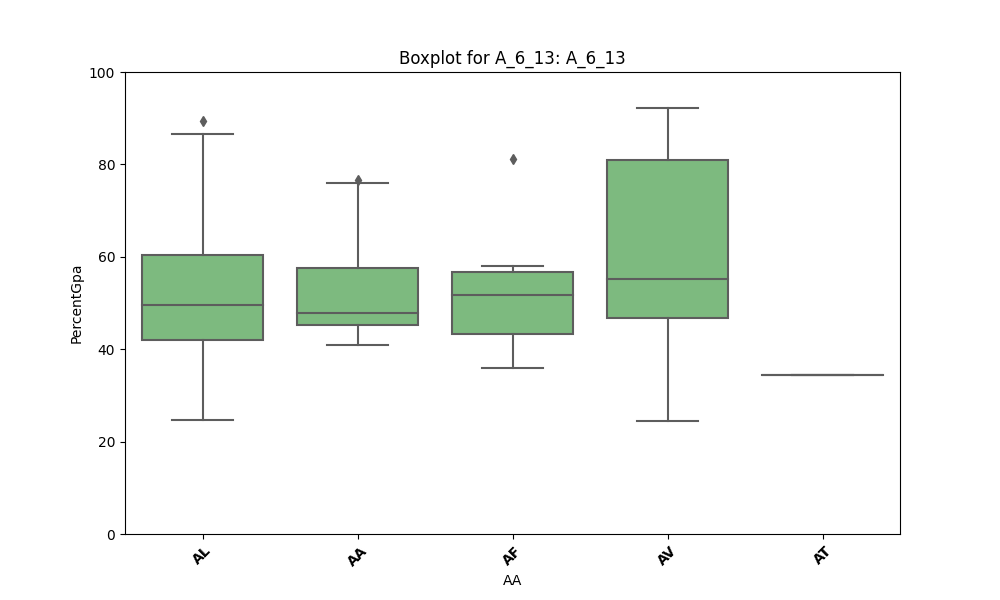 Boxplot for A_6_13: A_6_13
100
80
60
40
20
0
PercentGpa
AL
AA
AF
AV
AT
AA